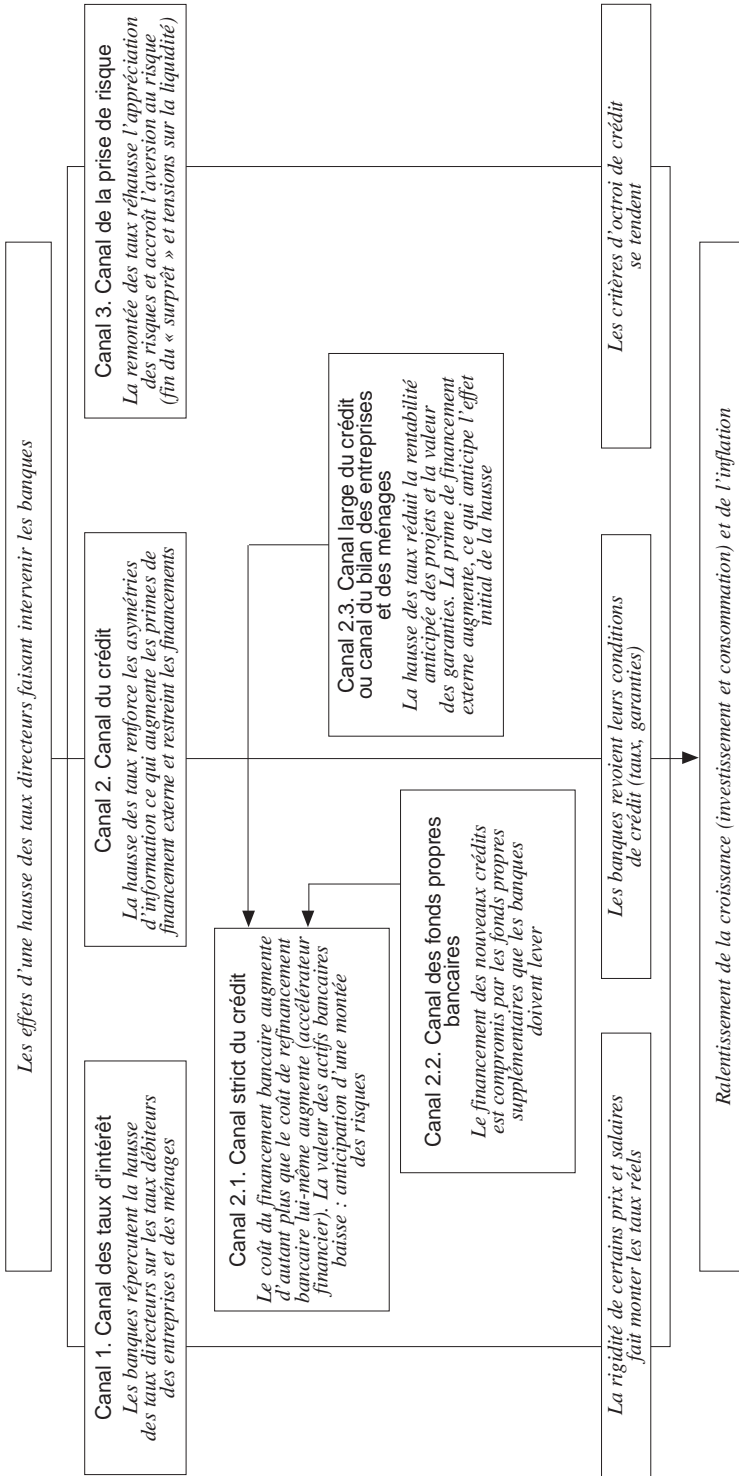 Les effets d'une hausse des taux directeurs faisant intervenir les banques
Canal 1. Canal des taux d'intérêt
Les banques répercutent la hausse
des taux directeurs sur les taux débiteurs
des entreprises et des ménages
Canal 2. Canal du crédit
La hausse des taux renforce les asymétries
d'information ce qui augmente les primes de
financement externe et restreint les financements
Canal 3. Canal de la prise de risque
La remontée des taux réhausse l'appréciation
des risques et accroît l'aversion au risque
(fin du « surprêt » et tensions sur la liquidité)
Canal 2.1. Canal strict du crédit
Le coût du financement bancaire augmente
d'autant plus que le coût de refinancement
bancaire lui-même augmente (accélérateur
financier). La valeur des actifs bancaires
baisse : anticipation d'une montée
des risques
Canal 2.3. Canal large du crédit
ou canal du bilan des entreprises
et des ménages
La hausse des taux réduit la rentabilité
anticipée des projets et la valeur
des garanties. La prime de financement
externe augmente, ce qui anticipe l'effet
initial de la hausse
Canal 2.2. Canal des fonds propres
bancaires
Le financement des nouveaux crédits
est compromis par les fonds propres
supplémentaires que les banques
doivent lever
La rigidité de certains prix et salaires
fait monter les taux réels
Les banques revoient leurs conditions
de crédit (taux, garanties)
Les critères d'octroi de crédit
se tendent
Ralentissement de la croissance (investissement et consommation) et de l'inflation